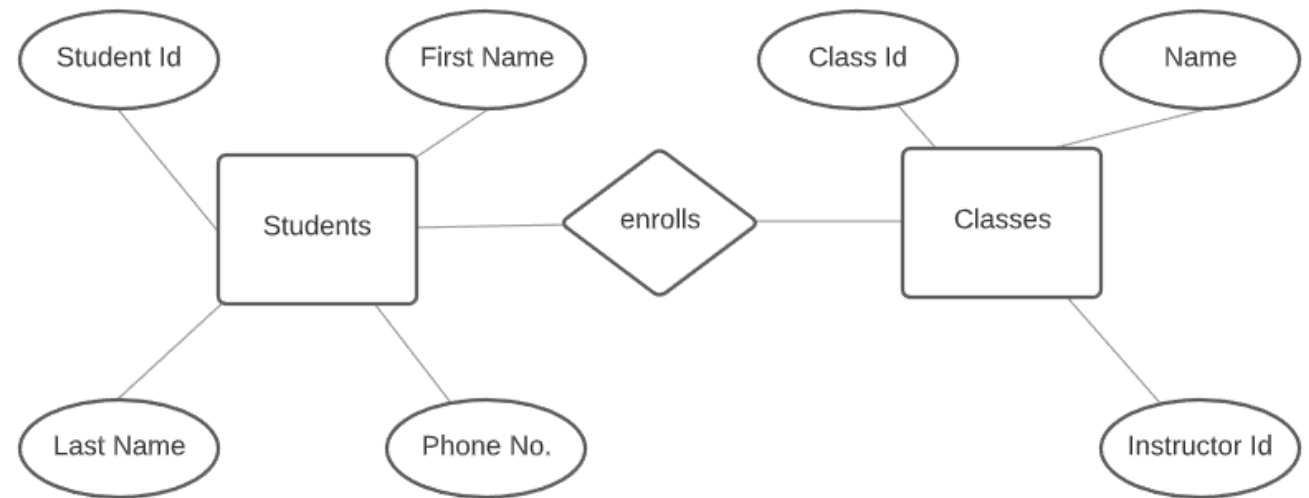 Student Id
First Name
Class Id
Name
Students
enrolls
Classes
Last Name
Phone No.
Instructor Id